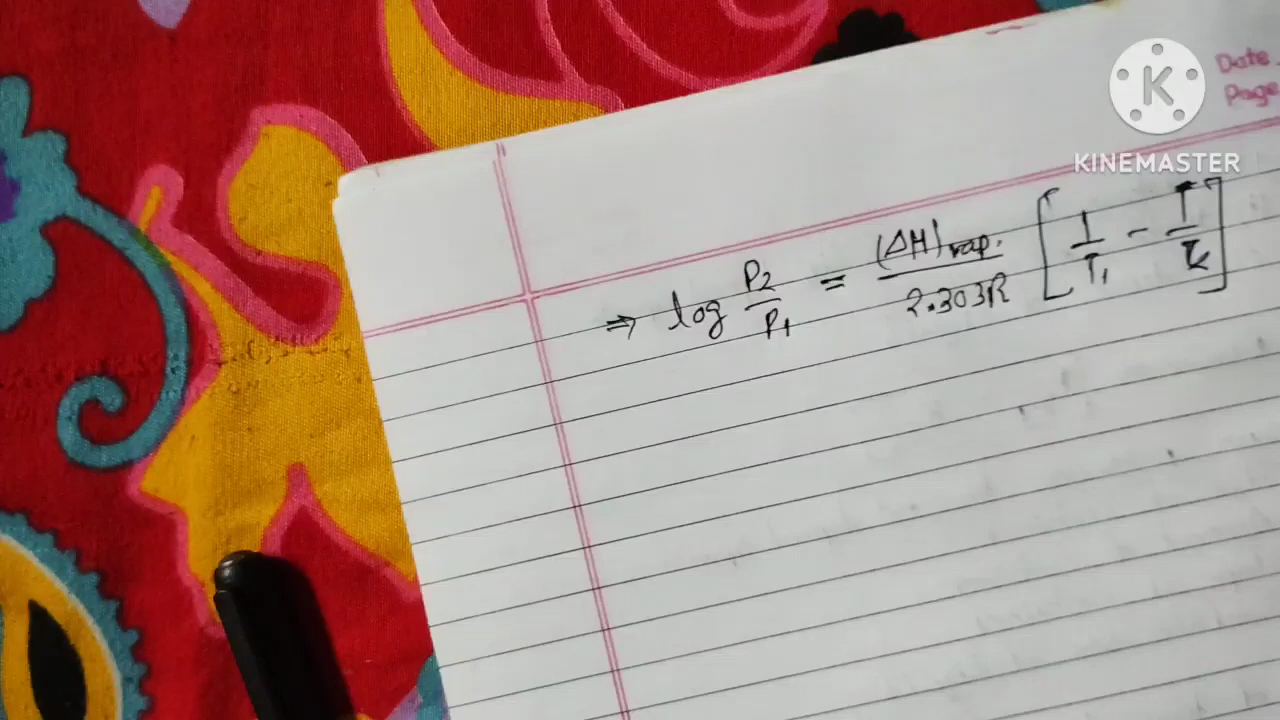 Date
Page
KINEMASTER
⇒ log P2/P1 = (ΔH)vap. / 2.303R [1/T1 - 1/T2]